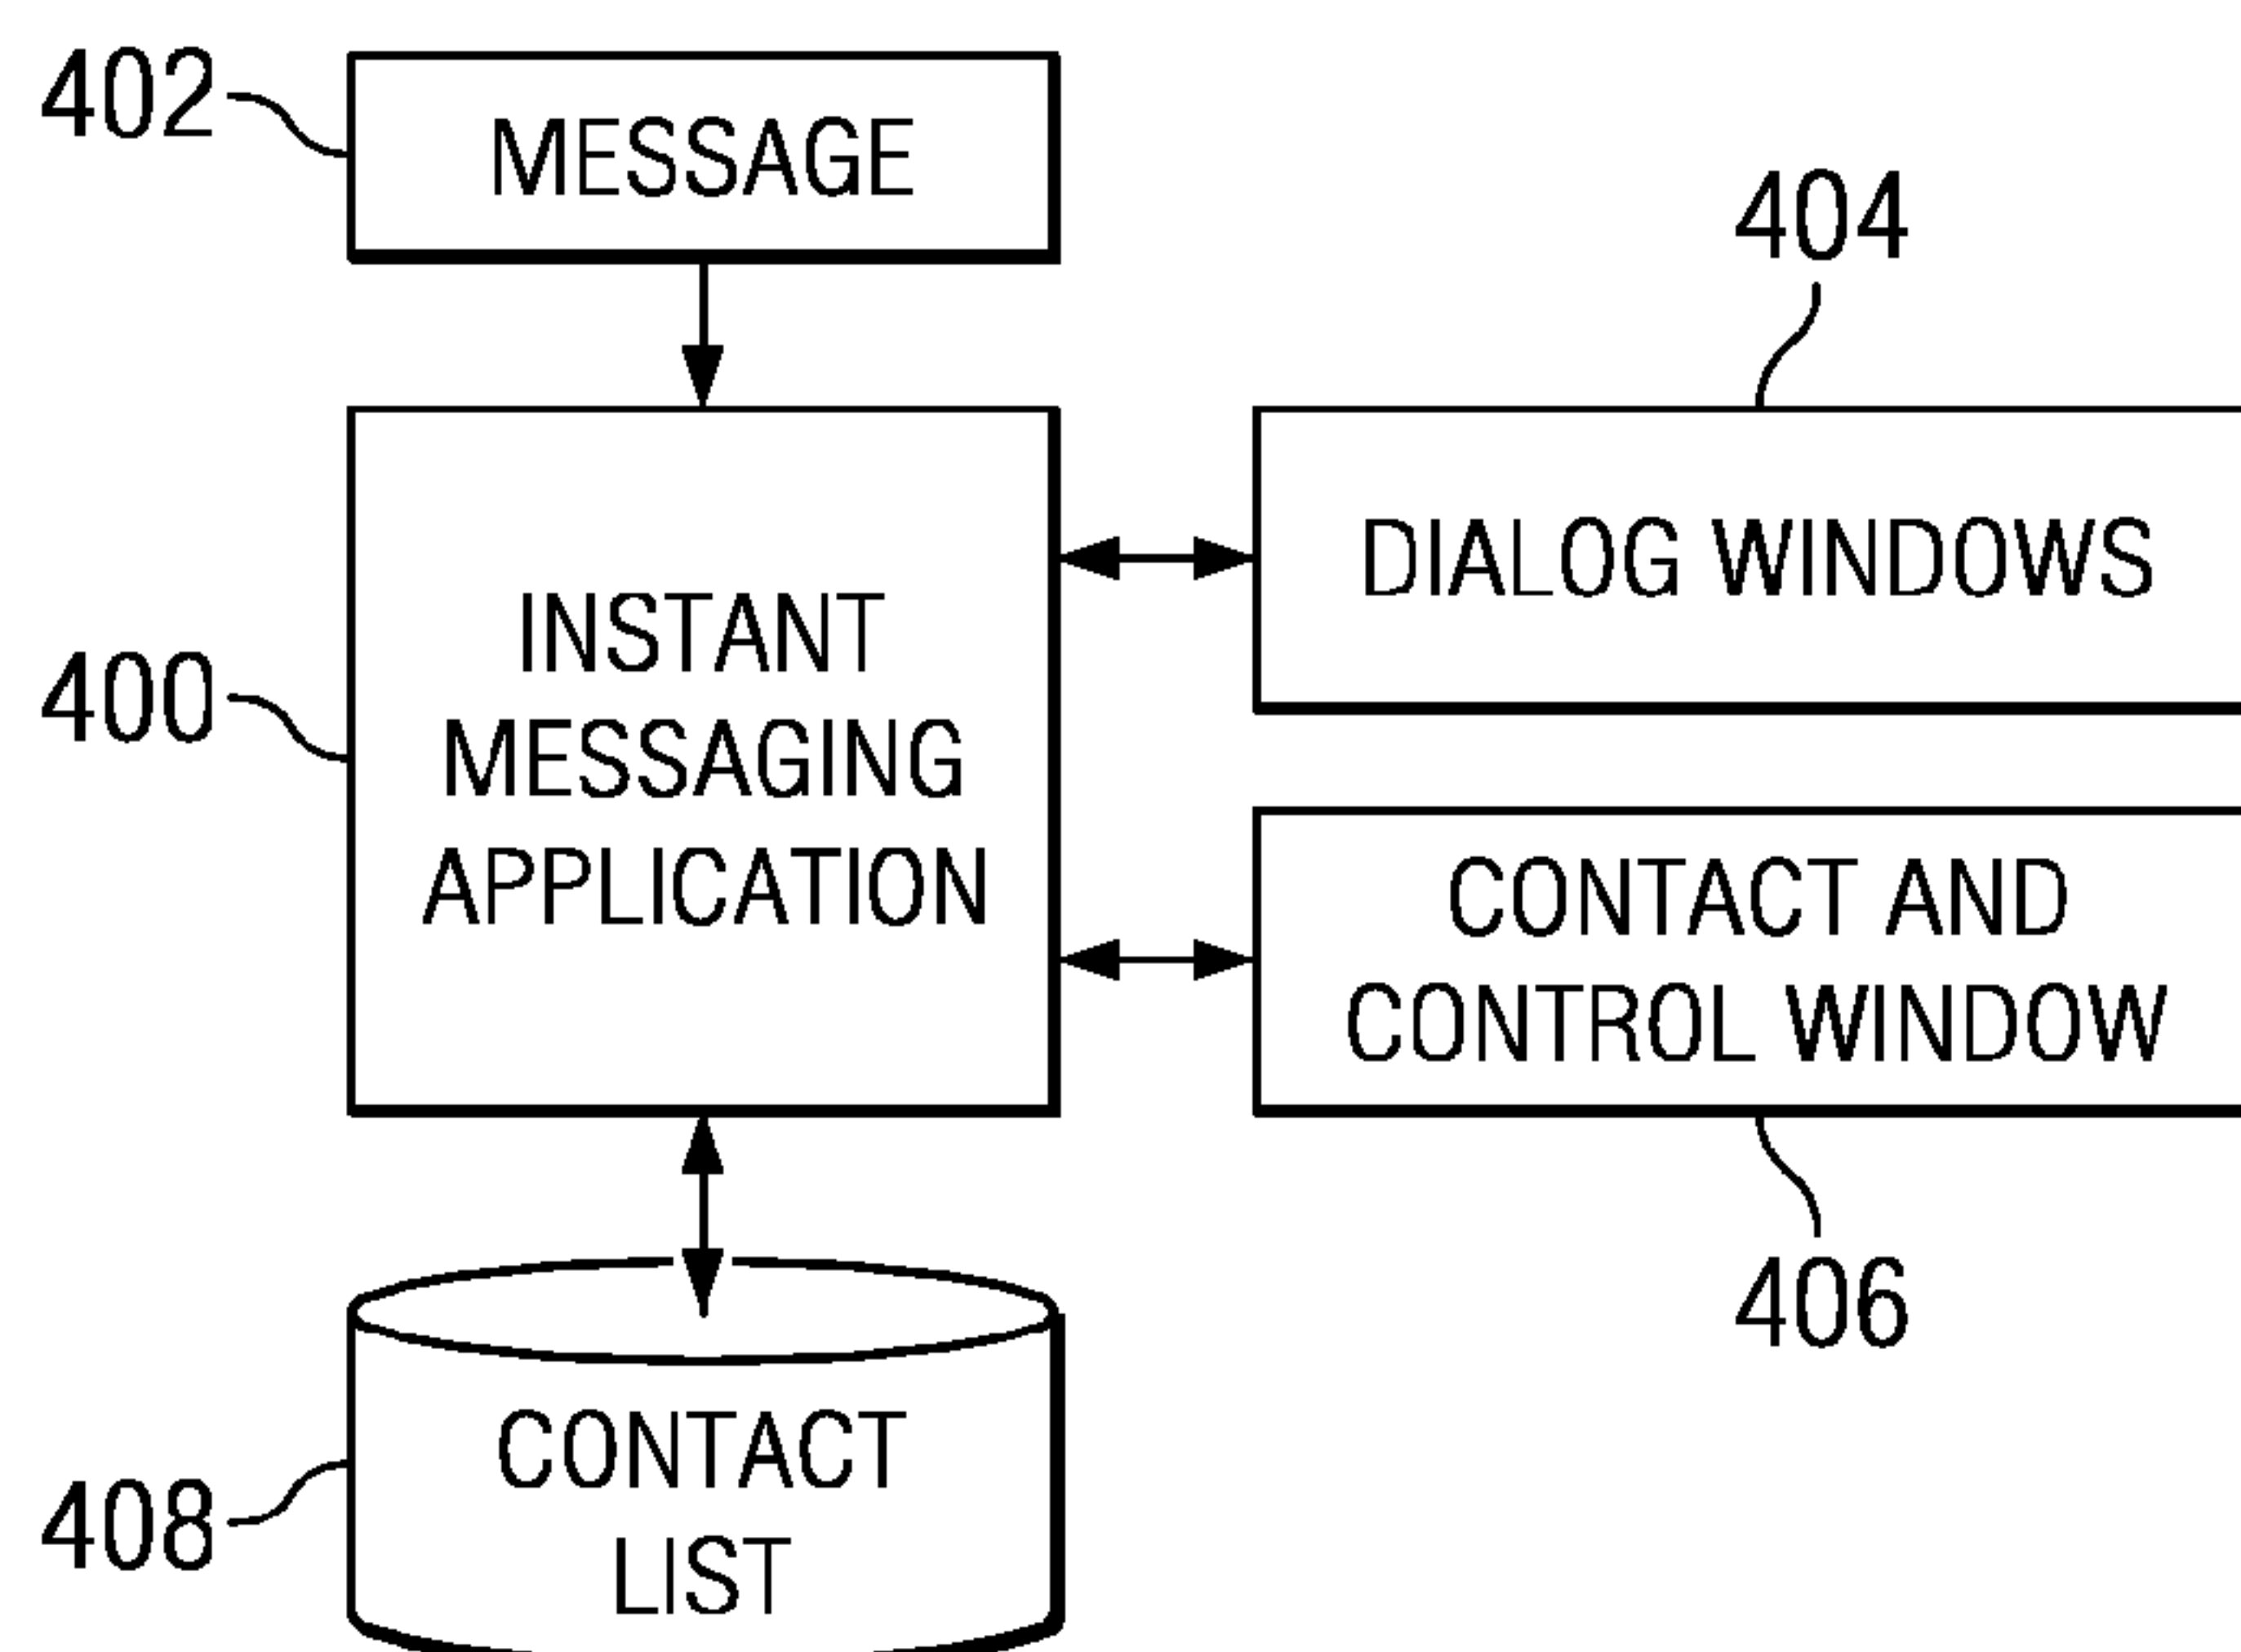 402
MESSAGE
404
400
INSTANT
MESSAGING
APPLICATION
DIALOG WINDOWS
CONTACT AND
CONTROL WINDOW
406
408
CONTACT
LIST